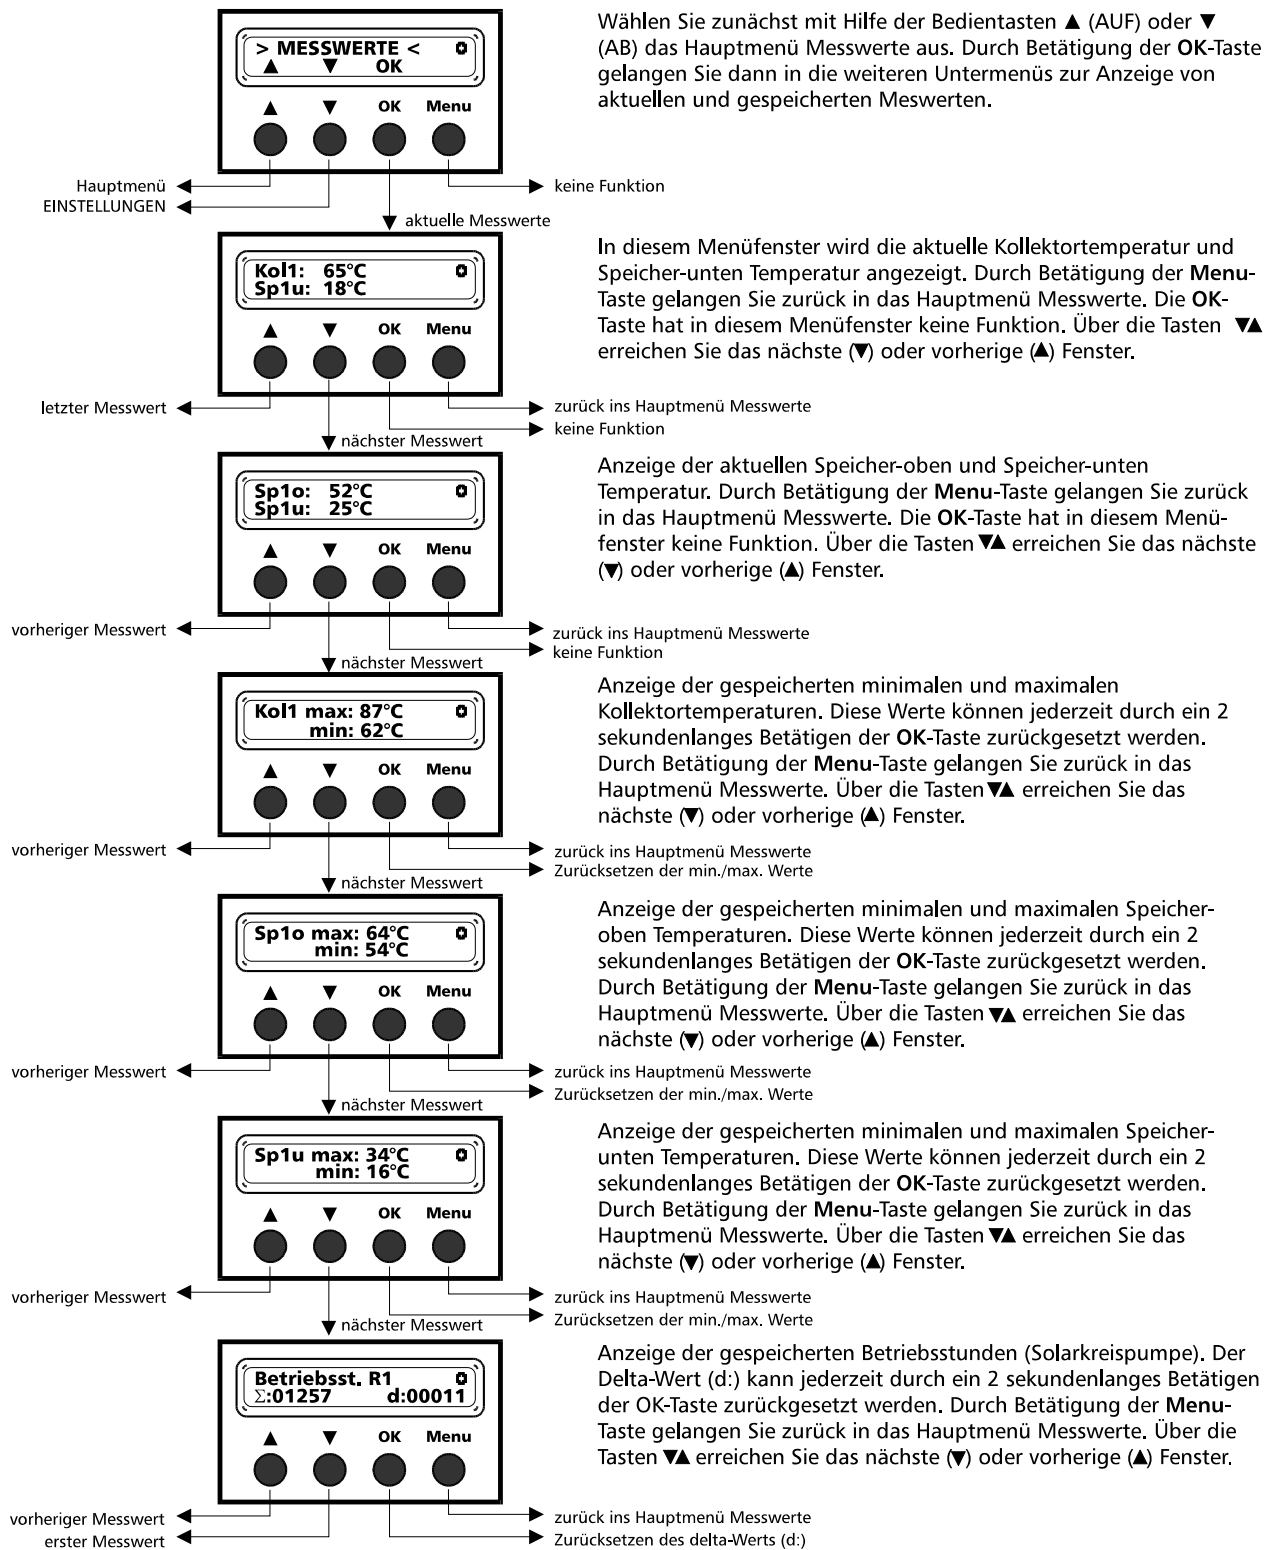 > MESSWERTE <
▲ ▼ OK
▲ ▼ OK Menu
Hauptmenü
EINSTELLUNGEN
keine Funktion
aktuelle Messwerte
Wählen Sie zunächst mit Hilfe der Bedientasten ▲ (AUF) oder ▼
(AB) das Hauptmenü Messwerte aus. Durch Betätigung der OK-Taste
gelangen Sie dann in die weiteren Untermenüs zur Anzeige von
aktuellen und gespeicherten Meswerten.
Kol1: 65°C
Sp1u: 18°C
▲ ▼ OK Menu
letzter Messwert
zurück ins Hauptmenü Messwerte
keine Funktion
nächster Messwert
In diesem Menüfenster wird die aktuelle Kollektortemperatur und
Speicher-unten Temperatur angezeigt. Durch Betätigung der Menu-
Taste gelangen Sie zurück in das Hauptmenü Messwerte. Die OK-
Taste hat in diesem Menüfenster keine Funktion. Über die Tasten ▼▲
erreichen Sie das nächste (▼) oder vorherige (▲) Fenster.
Sp1o: 52°C
Sp1u: 25°C
▲ ▼ OK Menu
vorheriger Messwert
zurück ins Hauptmenü Messwerte
keine Funktion
nächster Messwert
Anzeige der aktuellen Speicher-oben und Speicher-unten
Temperatur. Durch Betätigung der Menu-Taste gelangen Sie zurück
in das Hauptmenü Messwerte. Die OK-Taste hat in diesem Menü-
fenster keine Funktion. Über die Tasten ▼▲ erreichen Sie das nächste
(▼) oder vorherige (▲) Fenster.
Kol1 max: 87°C
min: 62°C
▲ ▼ OK Menu
vorheriger Messwert
zurück ins Hauptmenü Messwerte
Zurücksetzen der min./max. Werte
nächster Messwert
Anzeige der gespeicherten minimalen und maximalen
Kollektortemperaturen. Diese Werte können jederzeit durch ein 2
sekundenlanges Betätigen der OK-Taste zurückgesetzt werden.
Durch Betätigung der Menu-Taste gelangen Sie zurück in das
Hauptmenü Messwerte. Über die Tasten ▼▲ erreichen Sie das
nächste (▼) oder vorherige (▲) Fenster.
Sp1o max: 64°C
min: 54°C
▲ ▼ OK Menu
vorheriger Messwert
zurück ins Hauptmenü Messwerte
Zurücksetzen der min./max. Werte
nächster Messwert
Anzeige der gespeicherten minimalen und maximalen Speicher-
oben Temperaturen. Diese Werte können jederzeit durch ein 2
sekundenlanges Betätigen der OK-Taste zurückgesetzt werden.
Durch Betätigung der Menu-Taste gelangen Sie zurück in das
Hauptmenü Messwerte. Über die Tasten ▼▲ erreichen Sie das
nächste (▼) oder vorherige (▲) Fenster.
Sp1u max: 34°C
min: 16°C
▲ ▼ OK Menu
vorheriger Messwert
zurück ins Hauptmenü Messwerte
Zurücksetzen der min./max. Werte
nächster Messwert
Anzeige der gespeicherten minimalen und maximalen Speicher-
unten Temperaturen. Diese Werte können jederzeit durch ein 2
sekundenlanges Betätigen der OK-Taste zurückgesetzt werden.
Durch Betätigung der Menu-Taste gelangen Sie zurück in das
Hauptmenü Messwerte. Über die Tasten ▼▲ erreichen Sie das
nächste (▼) oder vorherige (▲) Fenster.
Betriebsst. R1
Σ:01257 d:00011
▲ ▼ OK Menu
vorheriger Messwert
erster Messwert
zurück ins Hauptmenü Messwerte
Zurücksetzen des delta-Werts (d:)
Anzeige der gespeicherten Betriebsstunden (Solarkreispumpe). Der
Delta-Wert (d:) kann jederzeit durch ein 2 sekundenlanges Betätigen
der OK-Taste zurückgesetzt werden. Durch Betätigung der Menu-
Taste gelangen Sie zurück in das Hauptmenü Messwerte. Über die
Tasten ▼▲ erreichen Sie das nächste (▼) oder vorherige (▲) Fenster.